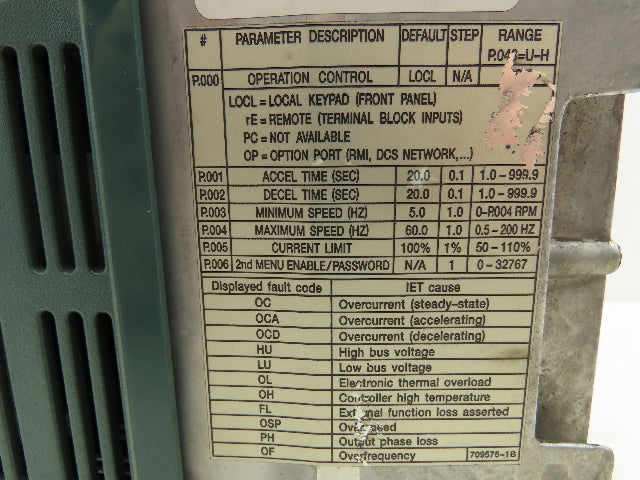 # PARAMETER DESCRIPTION DEFAULT STEP RANGE
P.048=U-H
P.000 OPERATION CONTROL LOCL N/A
LOCL = LOCAL KEYPAD (FRONT PANEL)
rE = REMOTE (TERMINAL BLOCK INPUTS)
PC = NOT AVAILABLE
OP = OPTION PORT (RMI, DCS NETWORK,...)
P.001 ACCEL TIME (SEC) 20.0 0.1 1.0 – 999.9
P.002 DECEL TIME (SEC) 20.0 0.1 1.0 – 999.9
P.003 MINIMUM SPEED (HZ) 5.0 1.0 0–P.004 RPM
P.004 MAXIMUM SPEED (HZ) 60.0 1.0 0.5 – 200 HZ
P.005 CURRENT LIMIT 100% 1% 50 – 110%
P.006 2nd MENU ENABLE/PASSWORD N/A 1 0 – 32767
Displayed fault code IET cause
OC Overcurrent (steady-state)
OCA Overcurrent (accelerating)
OCD Overcurrent (decelerating)
HU High bus voltage
LU Low bus voltage
OL Electronic thermal overload
OH Controller high temperature
FL External function loss asserted
OSP Overspeed
PH Output phase loss
OF Overfrequency 709576-1B